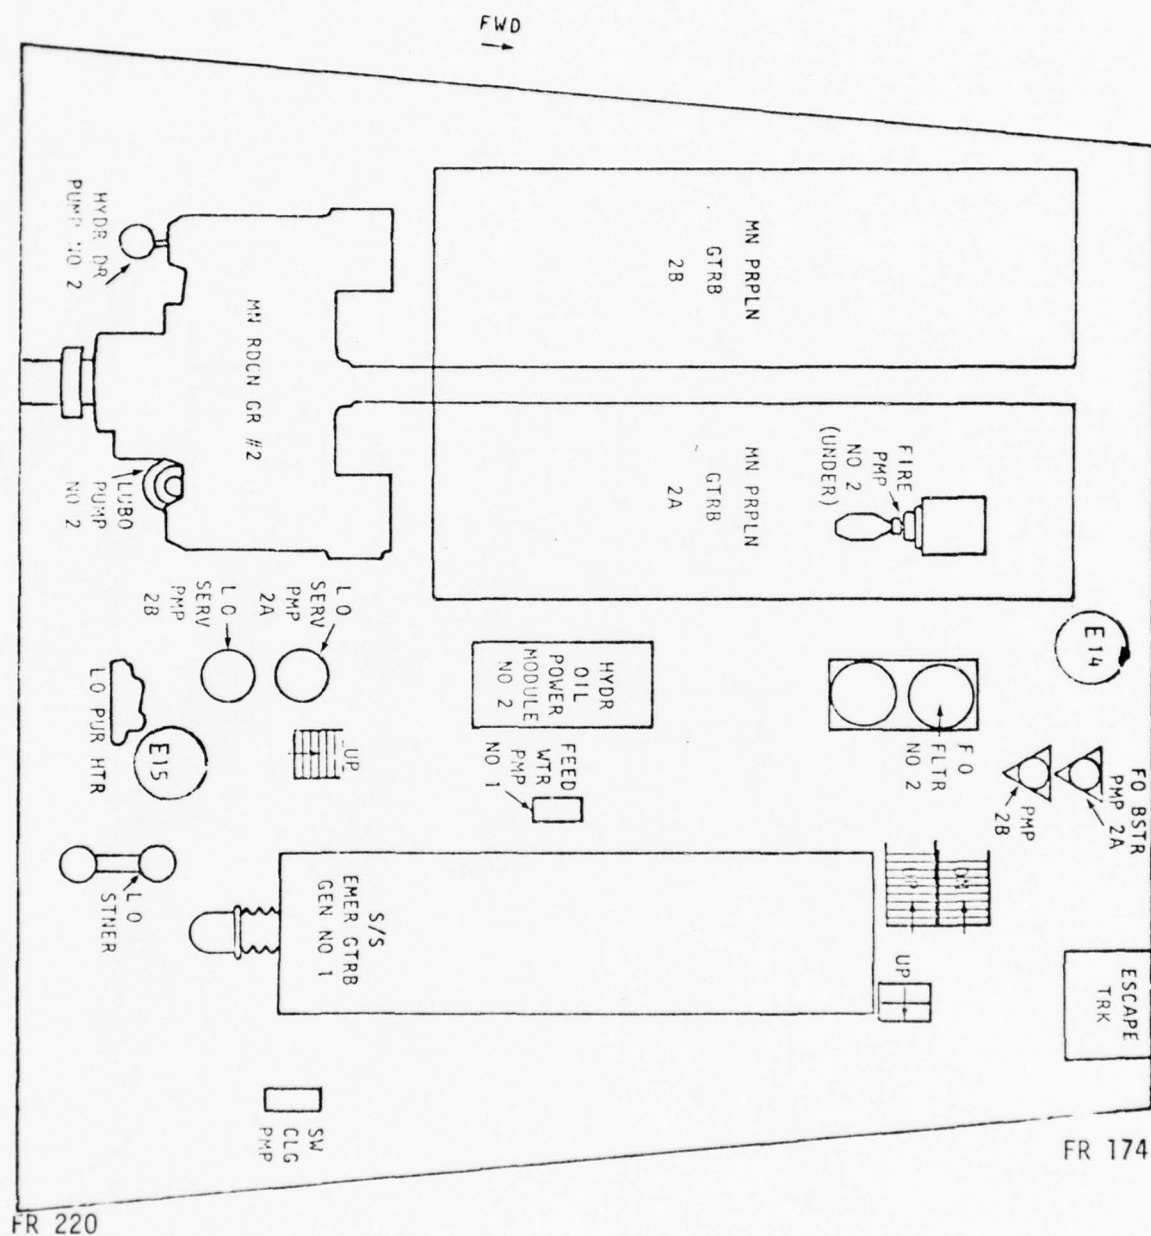 FWD
HYDR DR
PUMP NO 2
MN RDCN GR #2
MN PRPLN
GTRB
2B
MN PRPLN
GTRB
2A
FIRE
PMP
NO 2
(UNDER)
LUBO
PUMP
NO 2
L O
SERV
PMP
2A
L O
SERV
PMP
2B
L O PUR HTR
E15
UP
HYDR
OIL
POWER
MODULE
NO 2
FEED
WTR
PMP
NO 1
F O
FLTR
NO 2
E14
FO BSTR
PMP 2A
PMP
2B
L O
STNER
S/S
EMER GTRB
GEN NO 1
UP
DN
UP
ESCAPE
TRK
SW
CLG
PMP
FR 174
FR 220